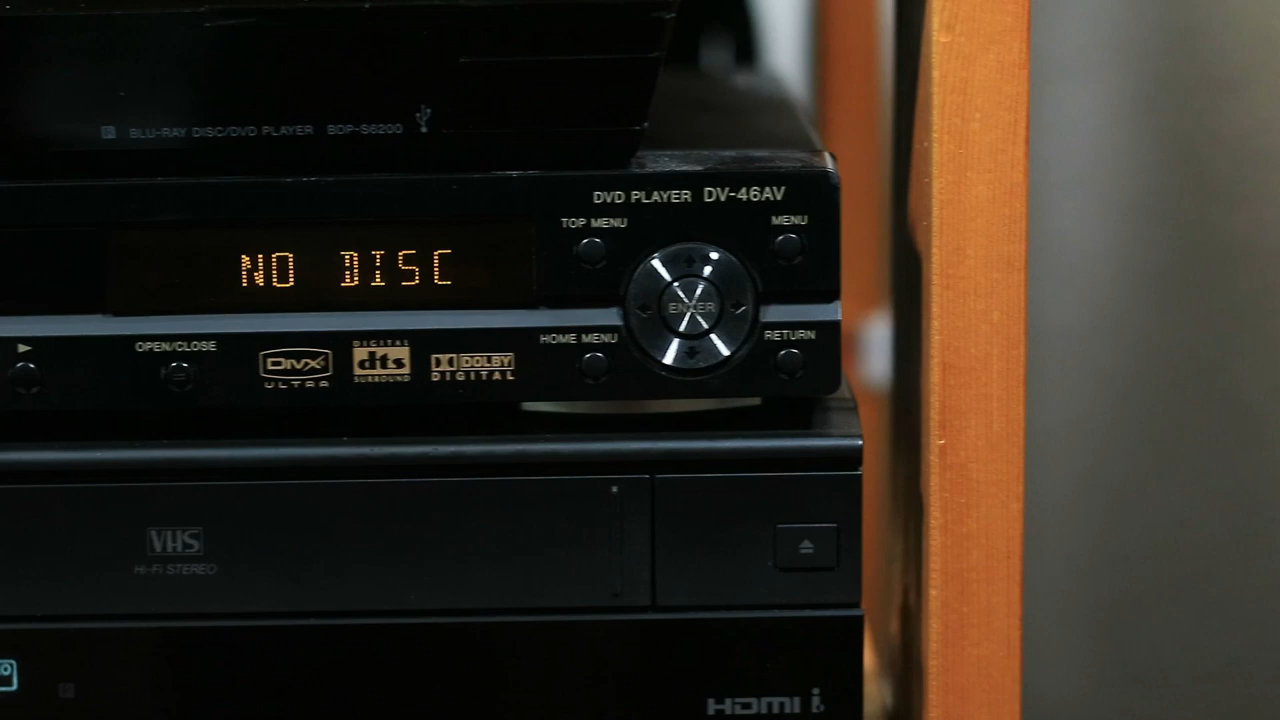 BLU-RAY DISC/DVD PLAYER BDP-S6200
DVD PLAYER DV-46AV
TOP MENU
MENU
NO DISC
ENTER
HOME MENU
RETURN
OPEN/CLOSE
DivX
ULTRA
DIGITAL
dts
SURROUND
DOLBY
DIGITAL
VHS
Hi-Fi STEREO
HDMI